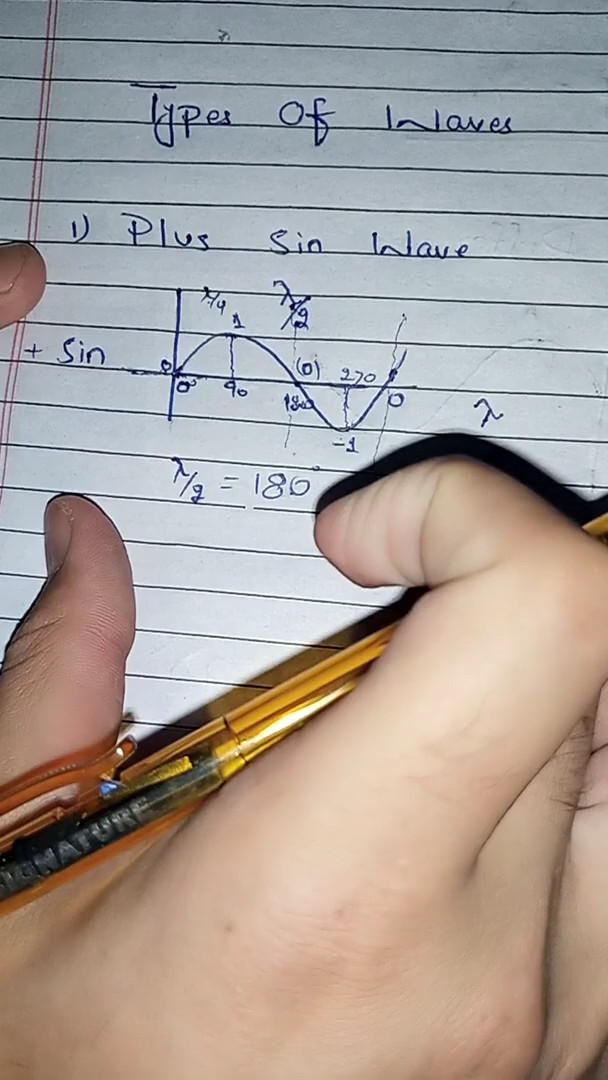 Types Of Waves
1) Plus Sin Wave
λ/4 λ/2
1
+ Sin
0 (0) 270
0° 90 180 0
-1
λ
λ/2 = 180°
SIGNATURE